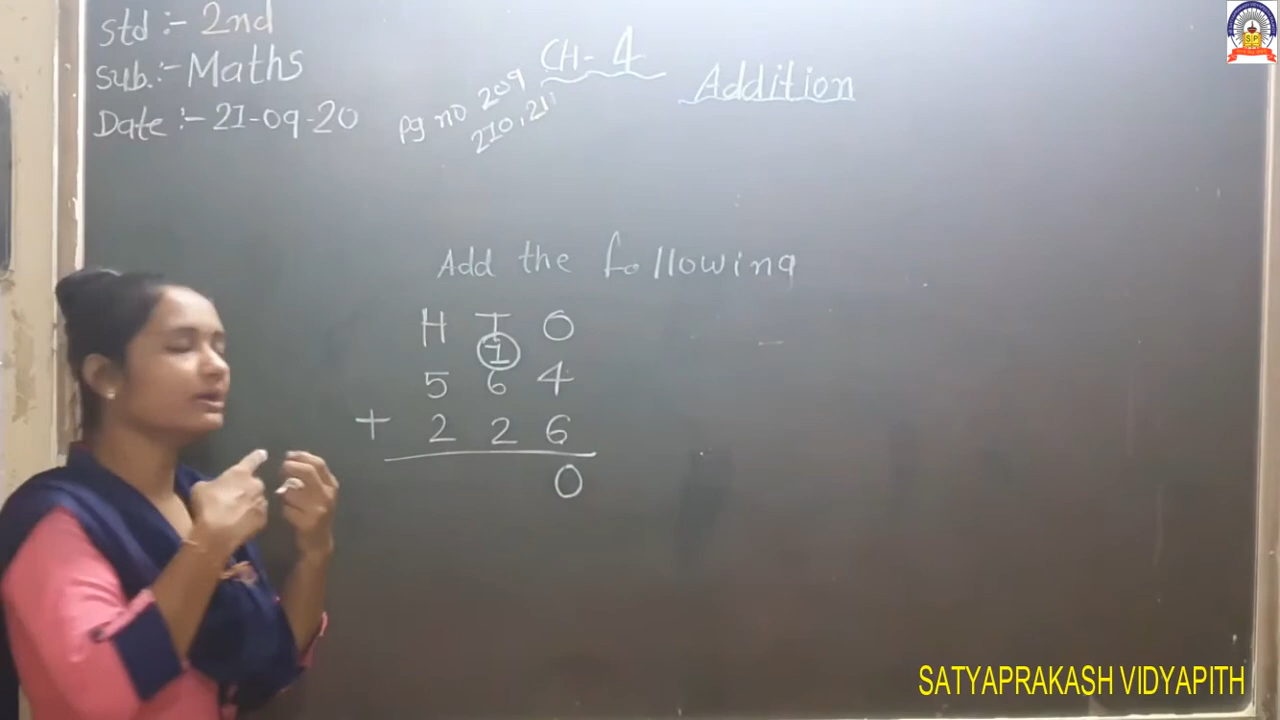 Std :- 2nd
Sub. :- Maths
Date :- 21-09-20
pg no 209
210, 211
CH- 4
Addition
Add the following
H T O
1
5 6 4
+ 2 2 6
0
SP
SATYAPRAKASH VIDYAPITH